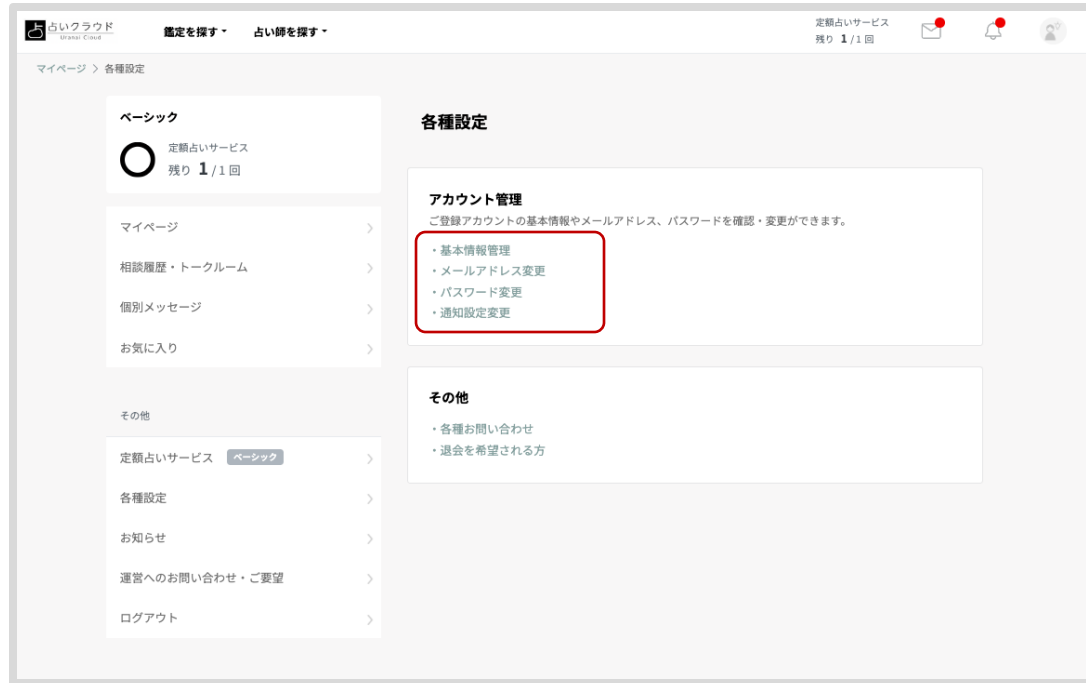 占 占いクラウド
Uranai Cloud
鑑定を探す
占い師を探す
定額占いサービス
残り 1/1回
マイページ > 各種設定
ベーシック
定額占いサービス
残り 1/1回
マイページ
相談履歴・トークルーム
個別メッセージ
お気に入り
その他
定額占いサービス ベーシック
各種設定
お知らせ
運営へのお問い合わせ・ご要望
ログアウト
各種設定
アカウント管理
ご登録アカウントの基本情報やメールアドレス、パスワードを確認・変更ができます。
・基本情報管理
・メールアドレス変更
・パスワード変更
・通知設定変更
その他
・各種お問い合わせ
・退会を希望される方